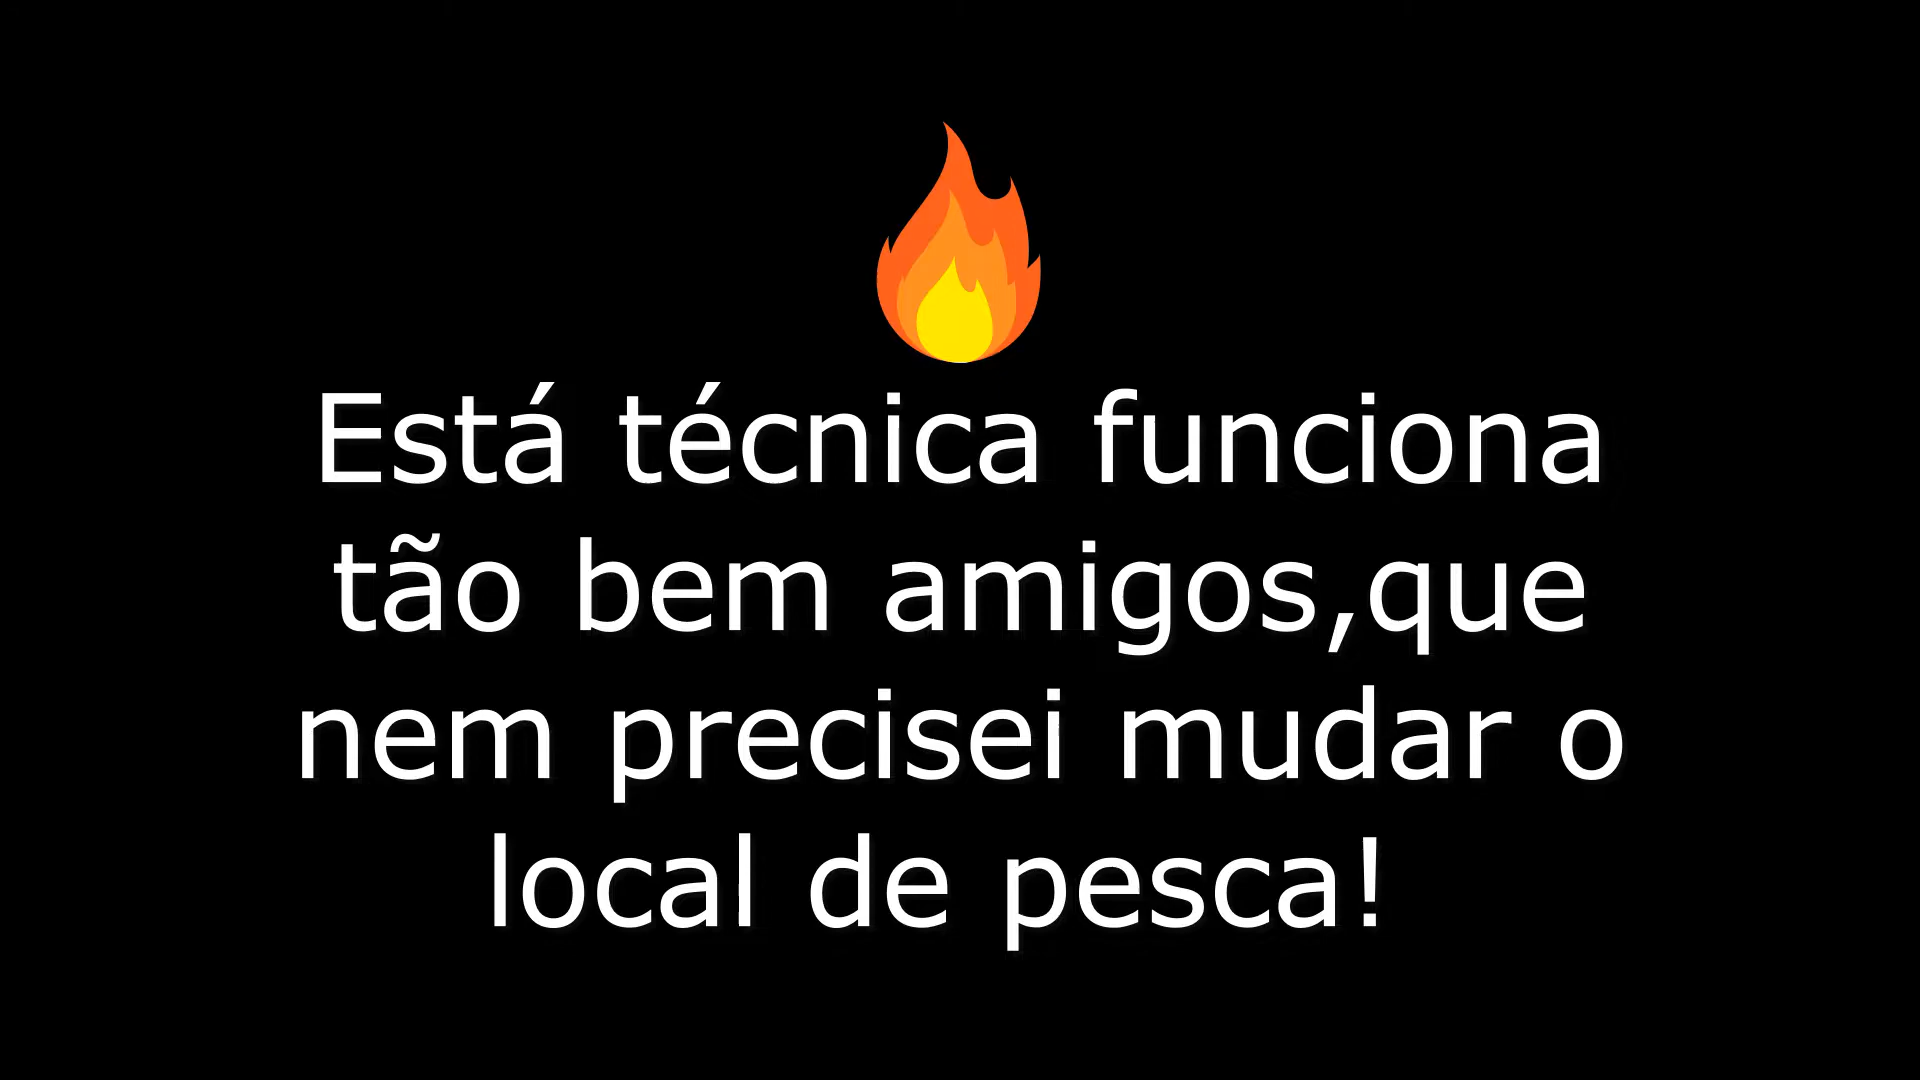 Está técnica funciona
tão bem amigos,que
nem precisei mudar o
local de pesca!